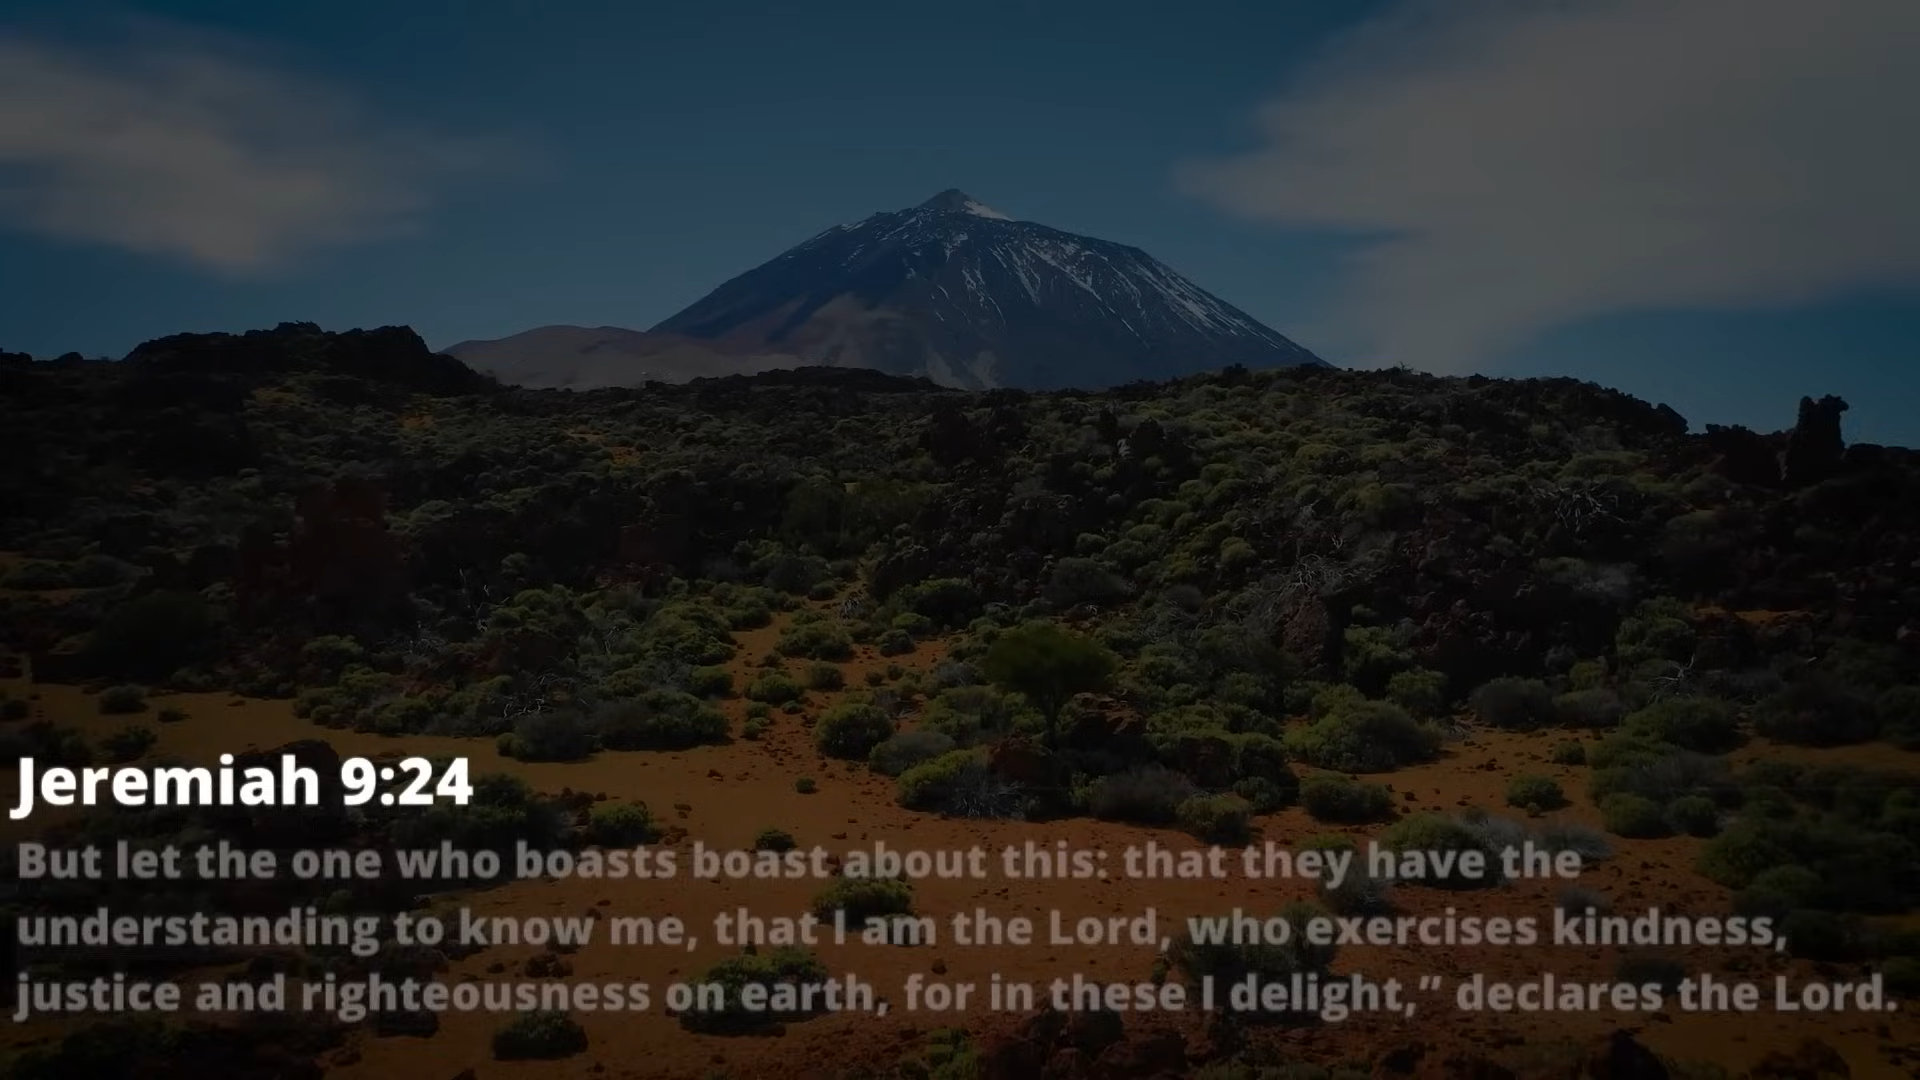 Jeremiah 9:24
But let the one who boasts boast about this: that they have the
understanding to know me, that I am the Lord, who exercises kindness,
justice and righteousness on earth, for in these I delight,” declares the Lord.